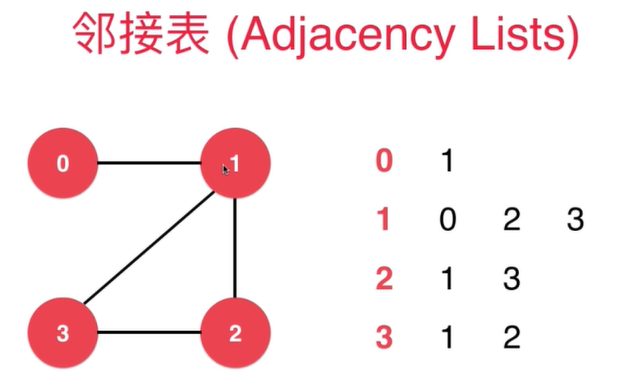 邻接表 (Adjacency Lists)
0 1
3 2
0 1
1 0 2 3
2 1 3
3 1 2